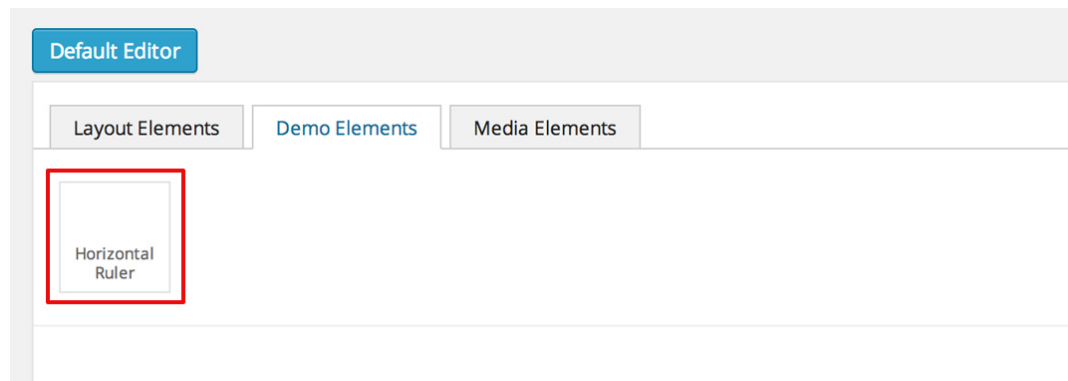 Default Editor
Layout Elements
Demo Elements
Media Elements
Horizontal
Ruler